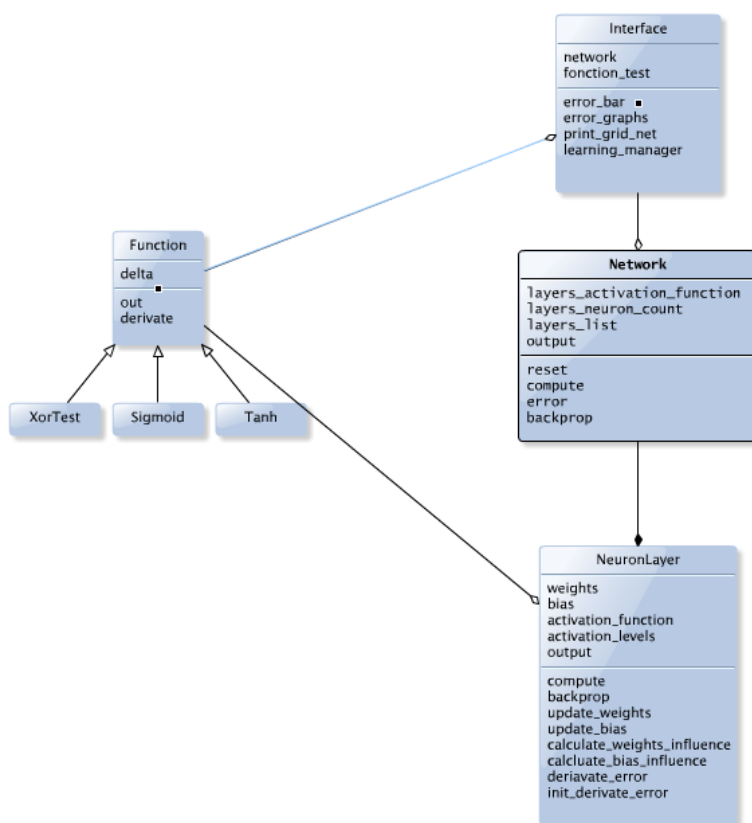 Interface
network
fonction_test
error_bar
error_graphs
print_grid_net
learning_manager
Function
delta
out
derivate
XorTest
Sigmoid
Tanh
Network
layers_activation_function
layers_neuron_count
layers_list
output
reset
compute
error
backprop
NeuronLayer
weights
bias
activation_function
activation_levels
output
compute
backprop
update_weights
update_bias
calculate_weights_influence
calcluate_bias_influence
deriavate_error
init_derivate_error